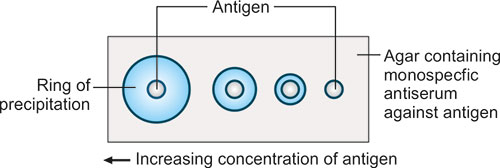 Antigen
Ring of
precipitation
Agar containing
monospecfic
antiserum
against antigen
Increasing concentration of antigen